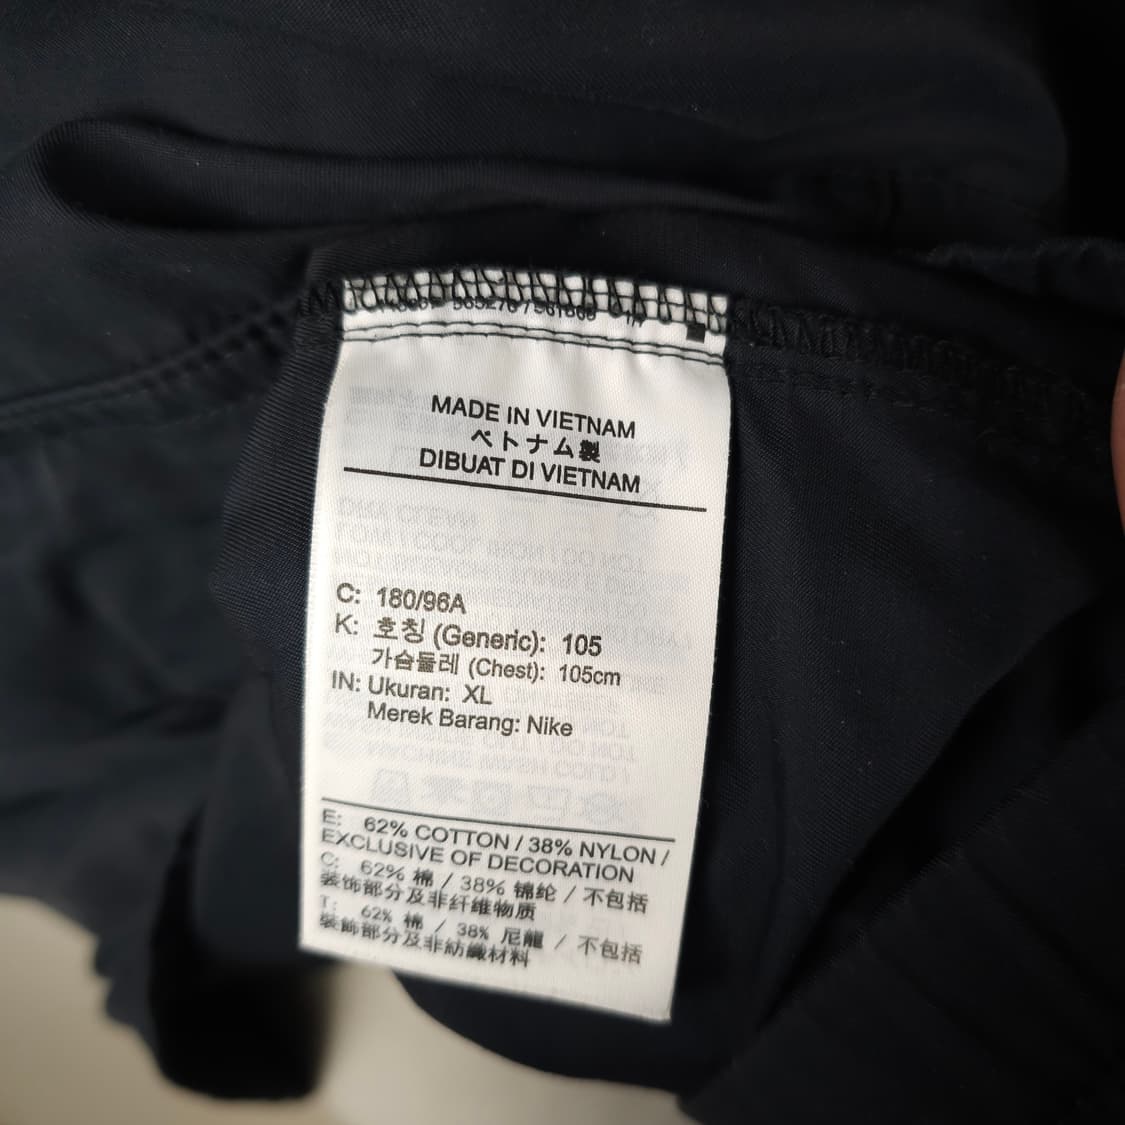 MADE IN VIETNAM
ベトナム製
DIBUAT DI VIETNAM
C: 180/96A
K: 호칭 (Generic): 105
가슴둘레 (Chest): 105cm
IN: Ukuran: XL
Merek Barang: Nike
E: 62% COTTON / 38% NYLON /
EXCLUSIVE OF DECORATION
C: 62% 棉 / 38% 锦纶 / 不包括
装饰部分及非纤维物质
T: 62% 棉 / 38% 尼龍 / 不包括
裝飾部分及非紡織材料